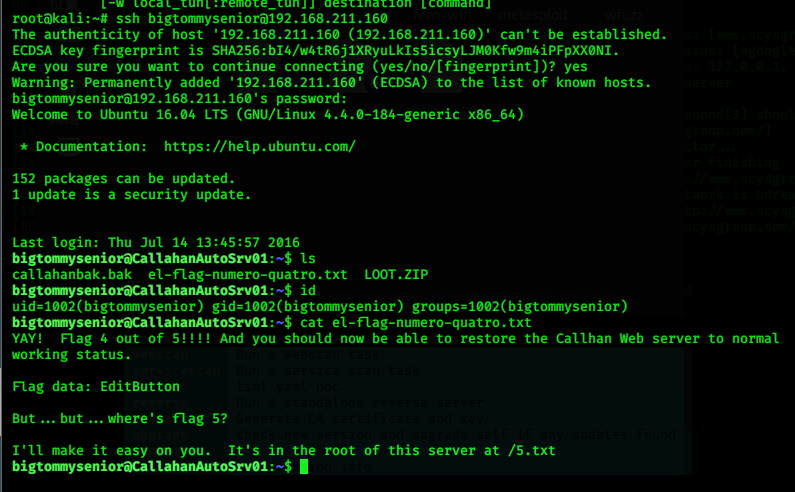 [-W local_tun[:remote_tun]] destination [command]
root@kali:~# ssh bigtommysenior@192.168.211.160
The authenticity of host '192.168.211.160 (192.168.211.160)' can't be established.
ECDSA key fingerprint is SHA256:bI4/w4tR6j1XRyuLkIs5icsyLJM0Kfw9m4iPFpXX0NI.
Are you sure you want to continue connecting (yes/no/[fingerprint])? yes
Warning: Permanently added '192.168.211.160' (ECDSA) to the list of known hosts.
bigtommysenior@192.168.211.160's password:
Welcome to Ubuntu 16.04 LTS (GNU/Linux 4.4.0-184-generic x86_64)
* Documentation:  https://help.ubuntu.com/
152 packages can be updated.
1 update is a security update.
Last login: Thu Jul 14 13:45:57 2016
bigtommysenior@CallahanAutoSrv01:~$ ls
callahanbak.bak  el-flag-numero-quatro.txt  LOOT.ZIP
bigtommysenior@CallahanAutoSrv01:~$ id
uid=1002(bigtommysenior) gid=1002(bigtommysenior) groups=1002(bigtommysenior)
bigtommysenior@CallahanAutoSrv01:~$ cat el-flag-numero-quatro.txt
YAY!  Flag 4 out of 5!!!! And you should now be able to restore the Callhan Web server to normal
working status.
Flag data: EditButton
But...but...where's flag 5?
I'll make it easy on you.  It's in the root of this server at /5.txt
bigtommysenior@CallahanAutoSrv01:~$